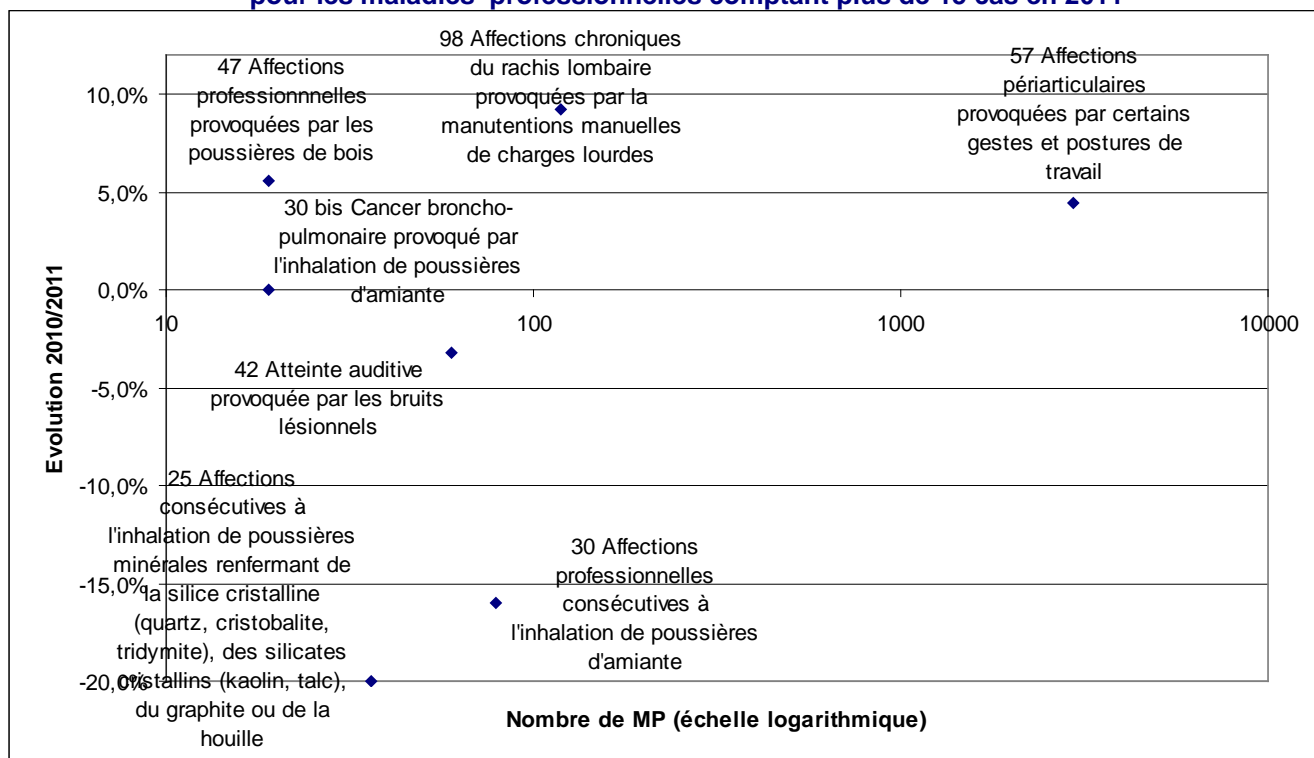 pour les maladies professionnelles comptant plus de 15 cas en 2011
98 Affections chroniques
du rachis lombaire
provoquées par la
manutentions manuelles
de charges lourdes
47 Affections
professionnnelles
provoquées par les
poussières de bois
57 Affections
périarticulaires
provoquées par certains
gestes et postures de
travail
30 bis Cancer broncho-
pulmonaire provoqué par
l'inhalation de poussières
d'amiante
42 Atteinte auditive
provoquée par les bruits
lésionnels
25 Affections
consécutives à
l'inhalation de poussières
minérales renfermant de
la silice cristalline
(quartz, cristobalite,
tridymite), des silicates
cristallins (kaolin, talc),
du graphite ou de la
houille
30 Affections
professionnelles
consécutives à
l'inhalation de poussières
d'amiante
10,0%
5,0%
0,0%
-5,0%
-10,0%
-15,0%
-20,0%
10
100
1000
10000
Evolution 2010/2011
Nombre de MP (échelle logarithmique)